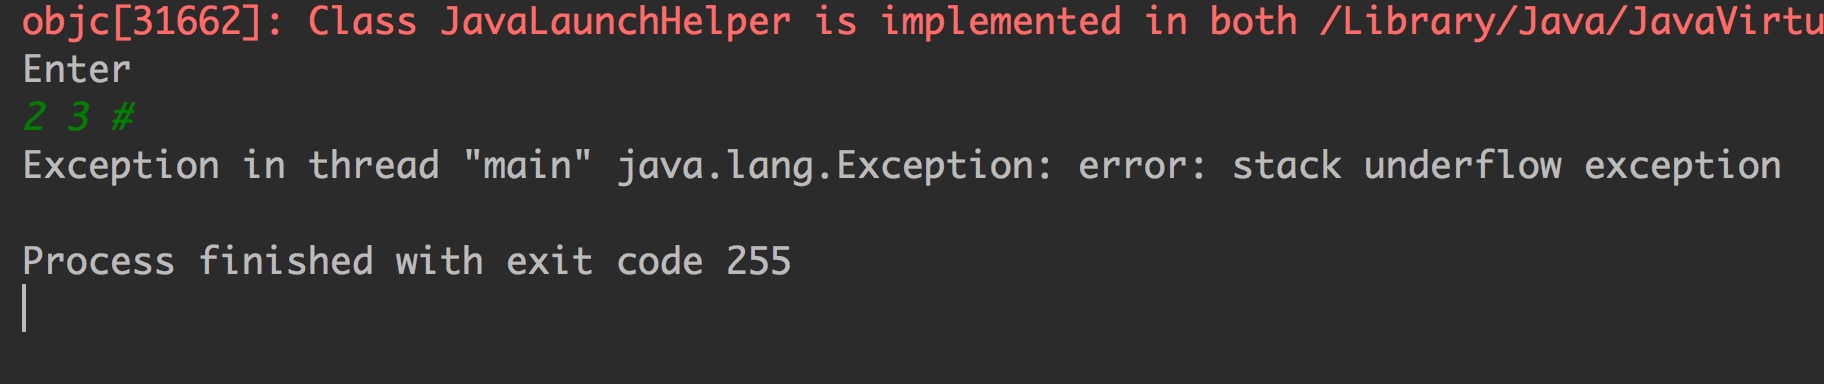 objc[31662]: Class JavaLaunchHelper is implemented in both /Library/Java/JavaVirtu
Enter
2 3 #
Exception in thread "main" java.lang.Exception: error: stack underflow exception
Process finished with exit code 255